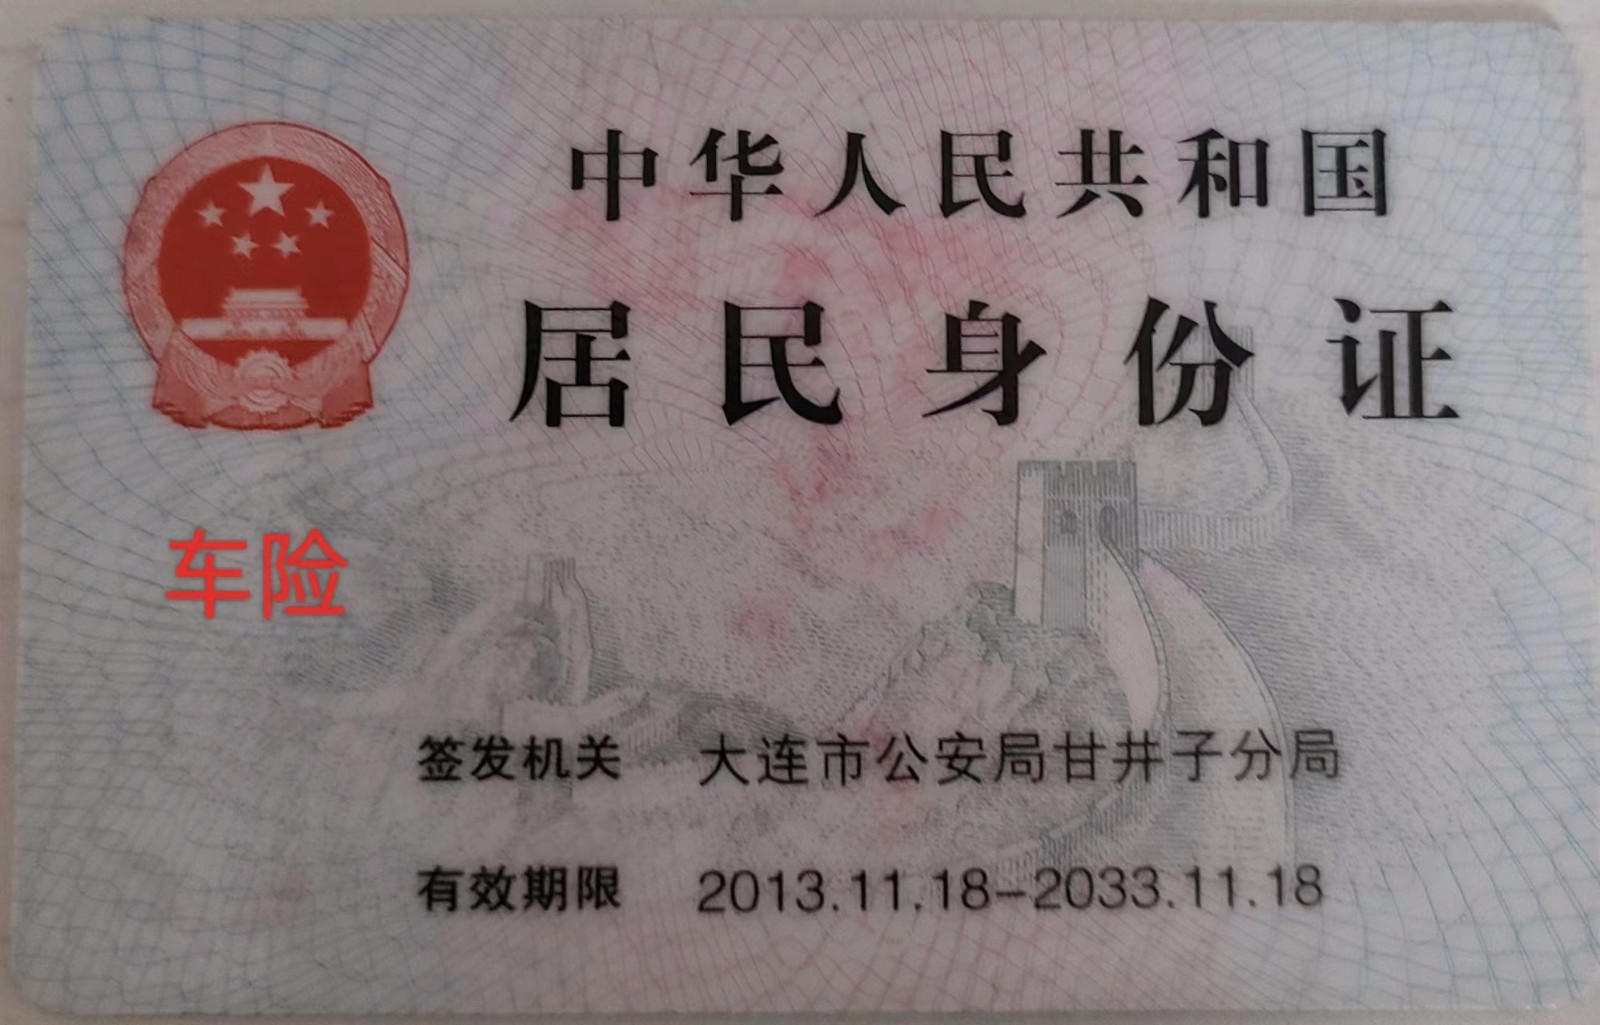 中华人民共和国
居民身份证
车险
签发机关 大连市公安局甘井子分局
有效期限 2013.11.18-2033.11.18